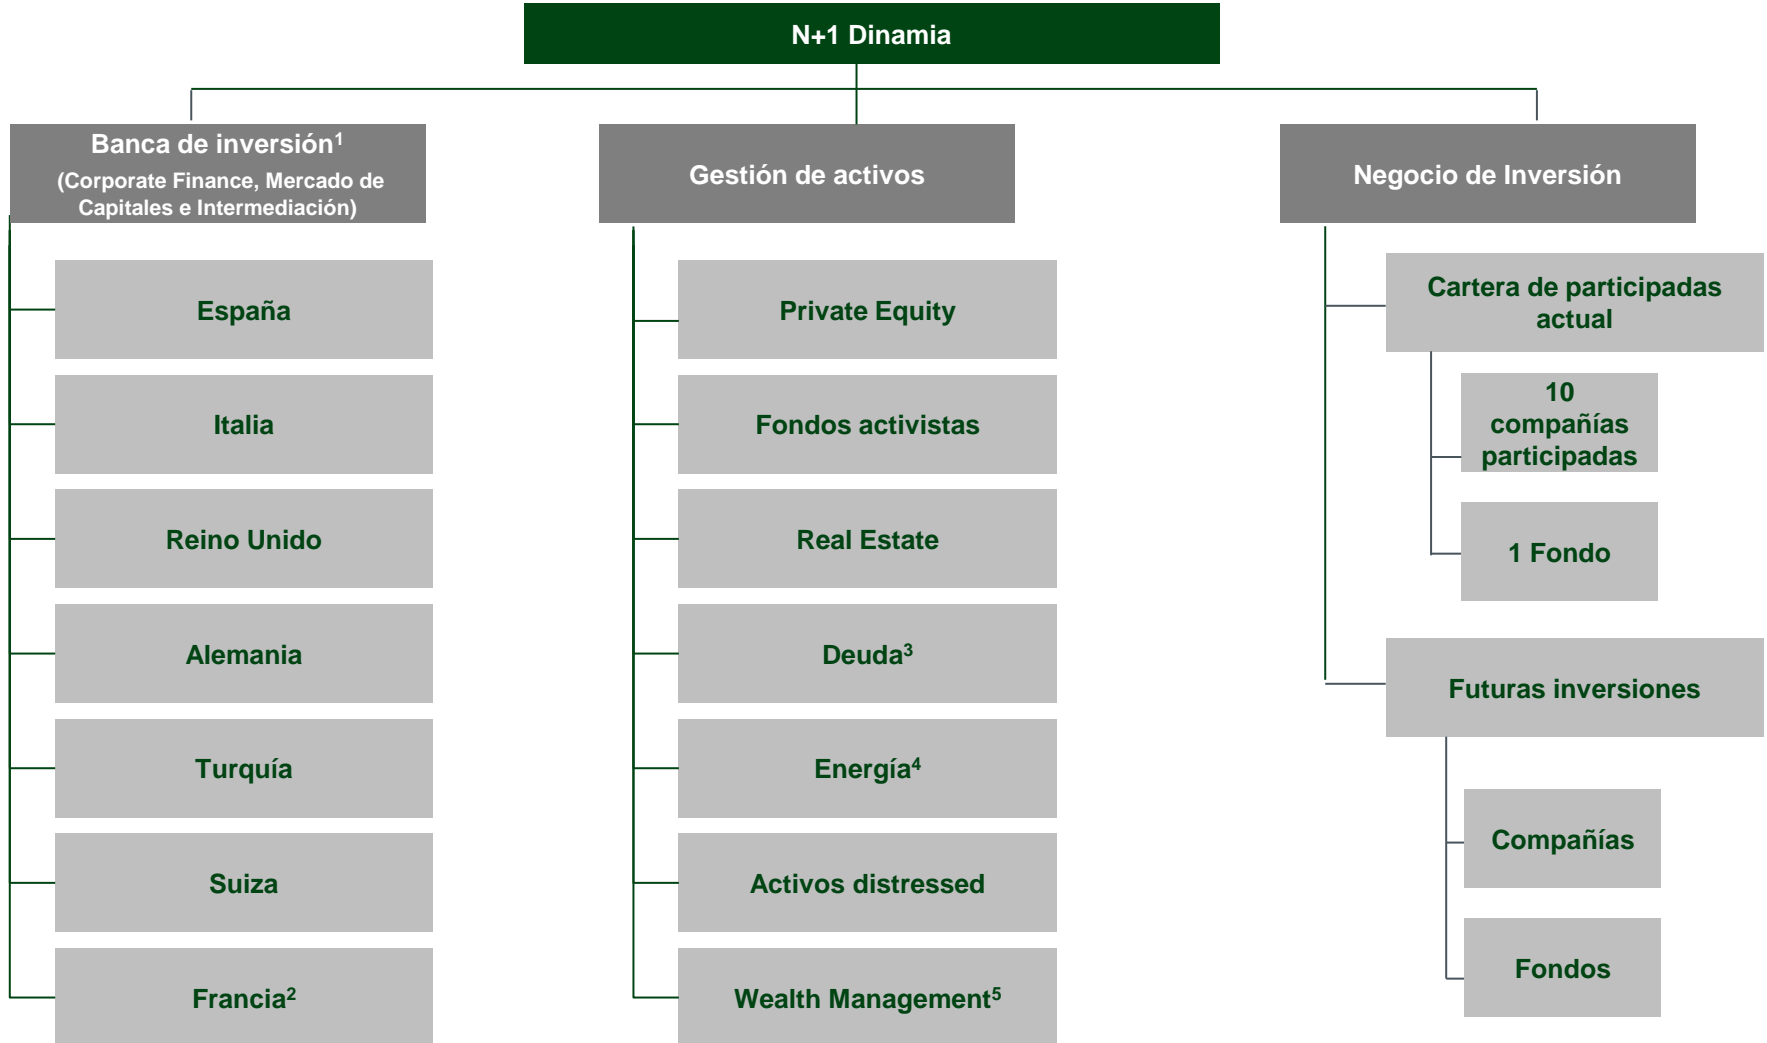 N+1 Dinamia
Banca de inversión¹
(Corporate Finance, Mercado de
Capitales e Intermediación)
España
Italia
Reino Unido
Alemania
Turquía
Suiza
Francia²
Gestión de activos
Private Equity
Fondos activistas
Real Estate
Deuda³
Energía⁴
Activos distressed
Wealth Management⁵
Negocio de Inversión
Cartera de participadas
actual
10
compañías
participadas
1 Fondo
Futuras inversiones
Compañías
Fondos